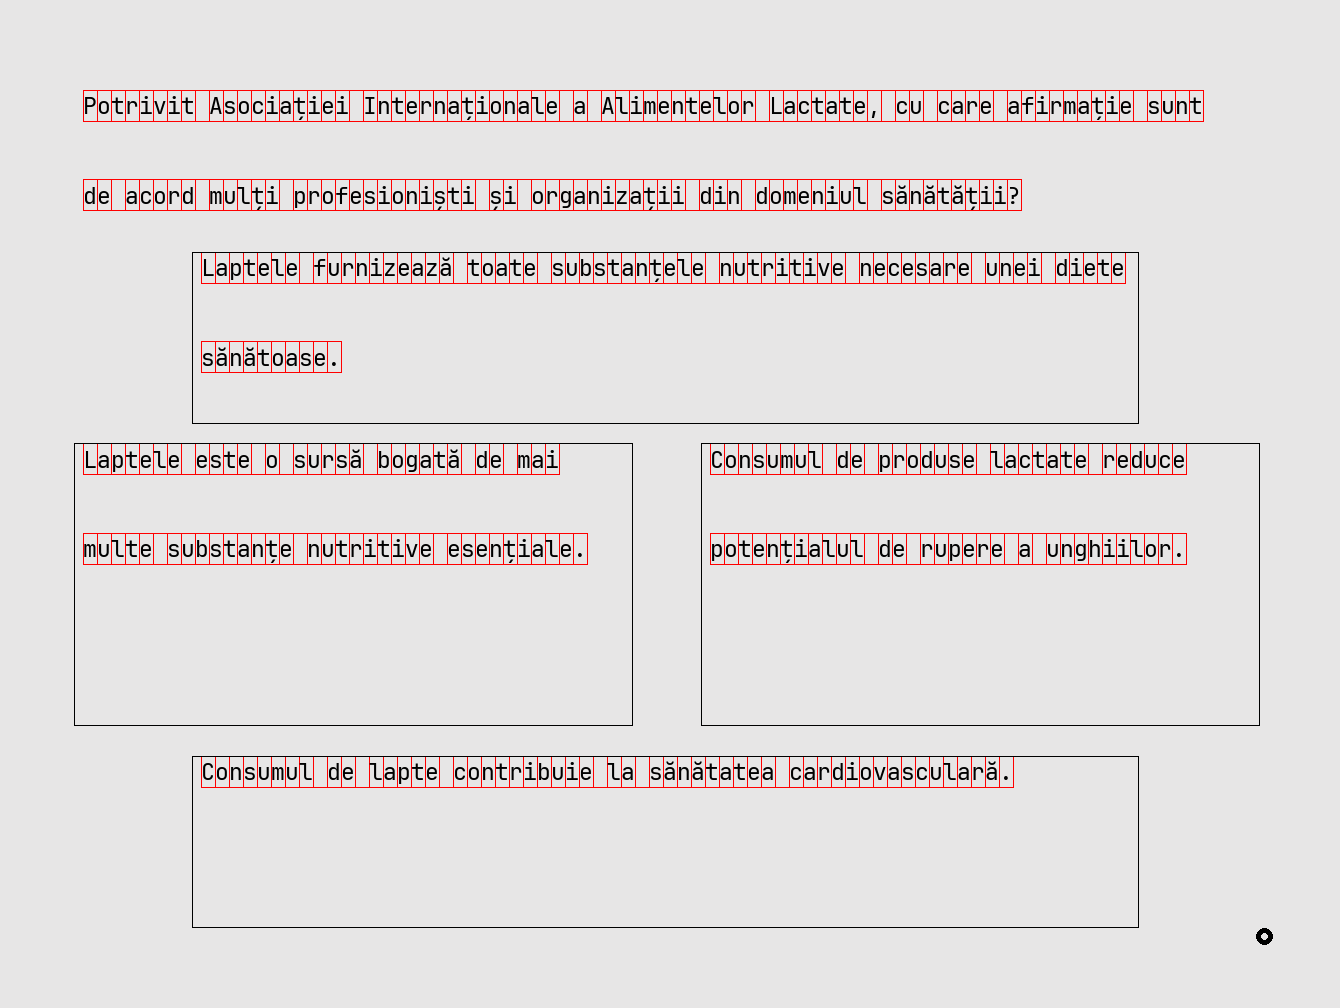 Potrivit Asociației Internaționale a Alimentelor Lactate, cu care afirmație sunt
de acord mulți profesioniști și organizații din domeniul sănătății?
Laptele furnizează toate substanțele nutritive necesare unei diete
sănătoase.
Laptele este o sursă bogată de mai
multe substanțe nutritive esențiale.
Consumul de produse lactate reduce
potențialul de rupere a unghiilor.
Consumul de lapte contribuie la sănătatea cardiovasculară.